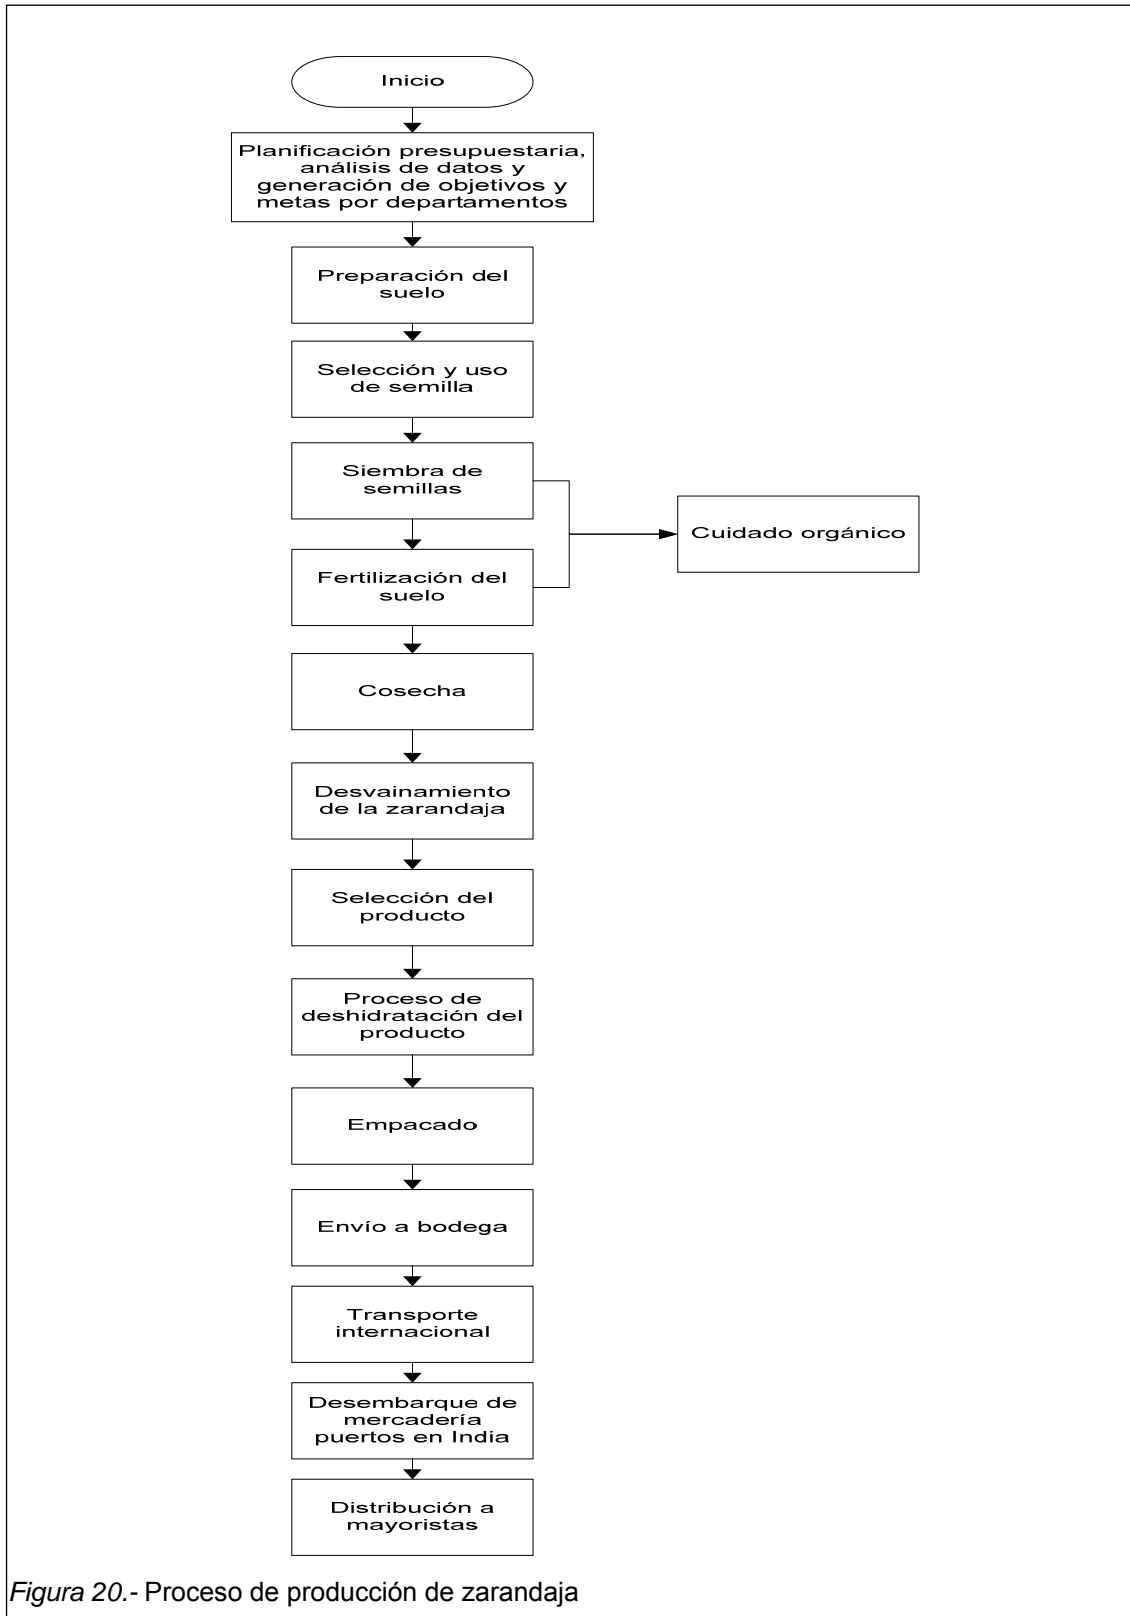 Inicio
Planificación presupuestaria,
análisis de datos y
generación de objetivos y
metas por departamentos
Preparación del
suelo
Selección y uso
de semilla
Siembra de
semillas
Cuidado orgánico
Fertilización del
suelo
Cosecha
Desvainamiento
de la zarandaja
Selección del
producto
Proceso de
deshidratación del
producto
Empacado
Envío a bodega
Transporte
internacional
Desembarque de
mercadería
puertos en India
Distribución a
mayoristas
Figura 20.- Proceso de producción de zarandaja